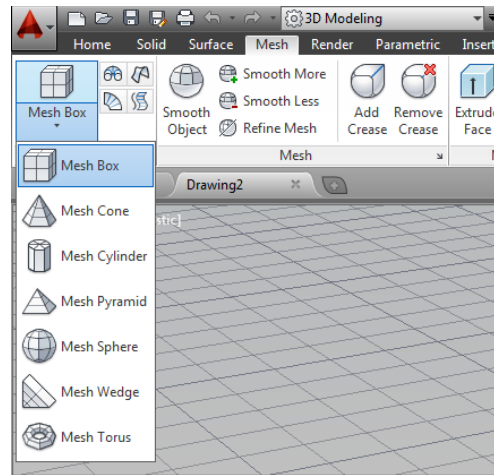 3D Modeling
Home Solid Surface Mesh Render Parametric Insert
Mesh Box
Smooth Object
Smooth More
Smooth Less
Refine Mesh
Add Crease
Remove Crease
Extrude Face
Mesh
Drawing2
Mesh Box
Mesh Cone
Mesh Cylinder
Mesh Pyramid
Mesh Sphere
Mesh Wedge
Mesh Torus